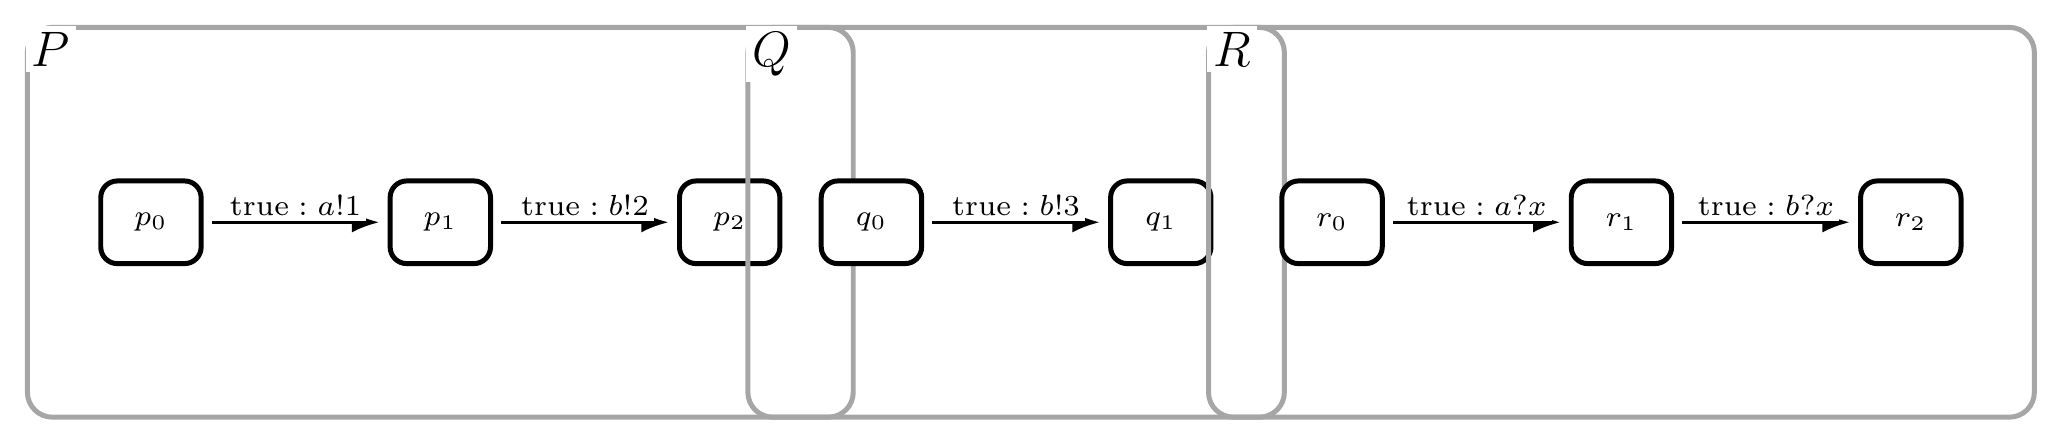 P Q R
true : a!1 true : b!2 true : b!3 true : a?x true : b?x
p₀ p₁ p₂ q₀ q₁ r₀ r₁ r₂